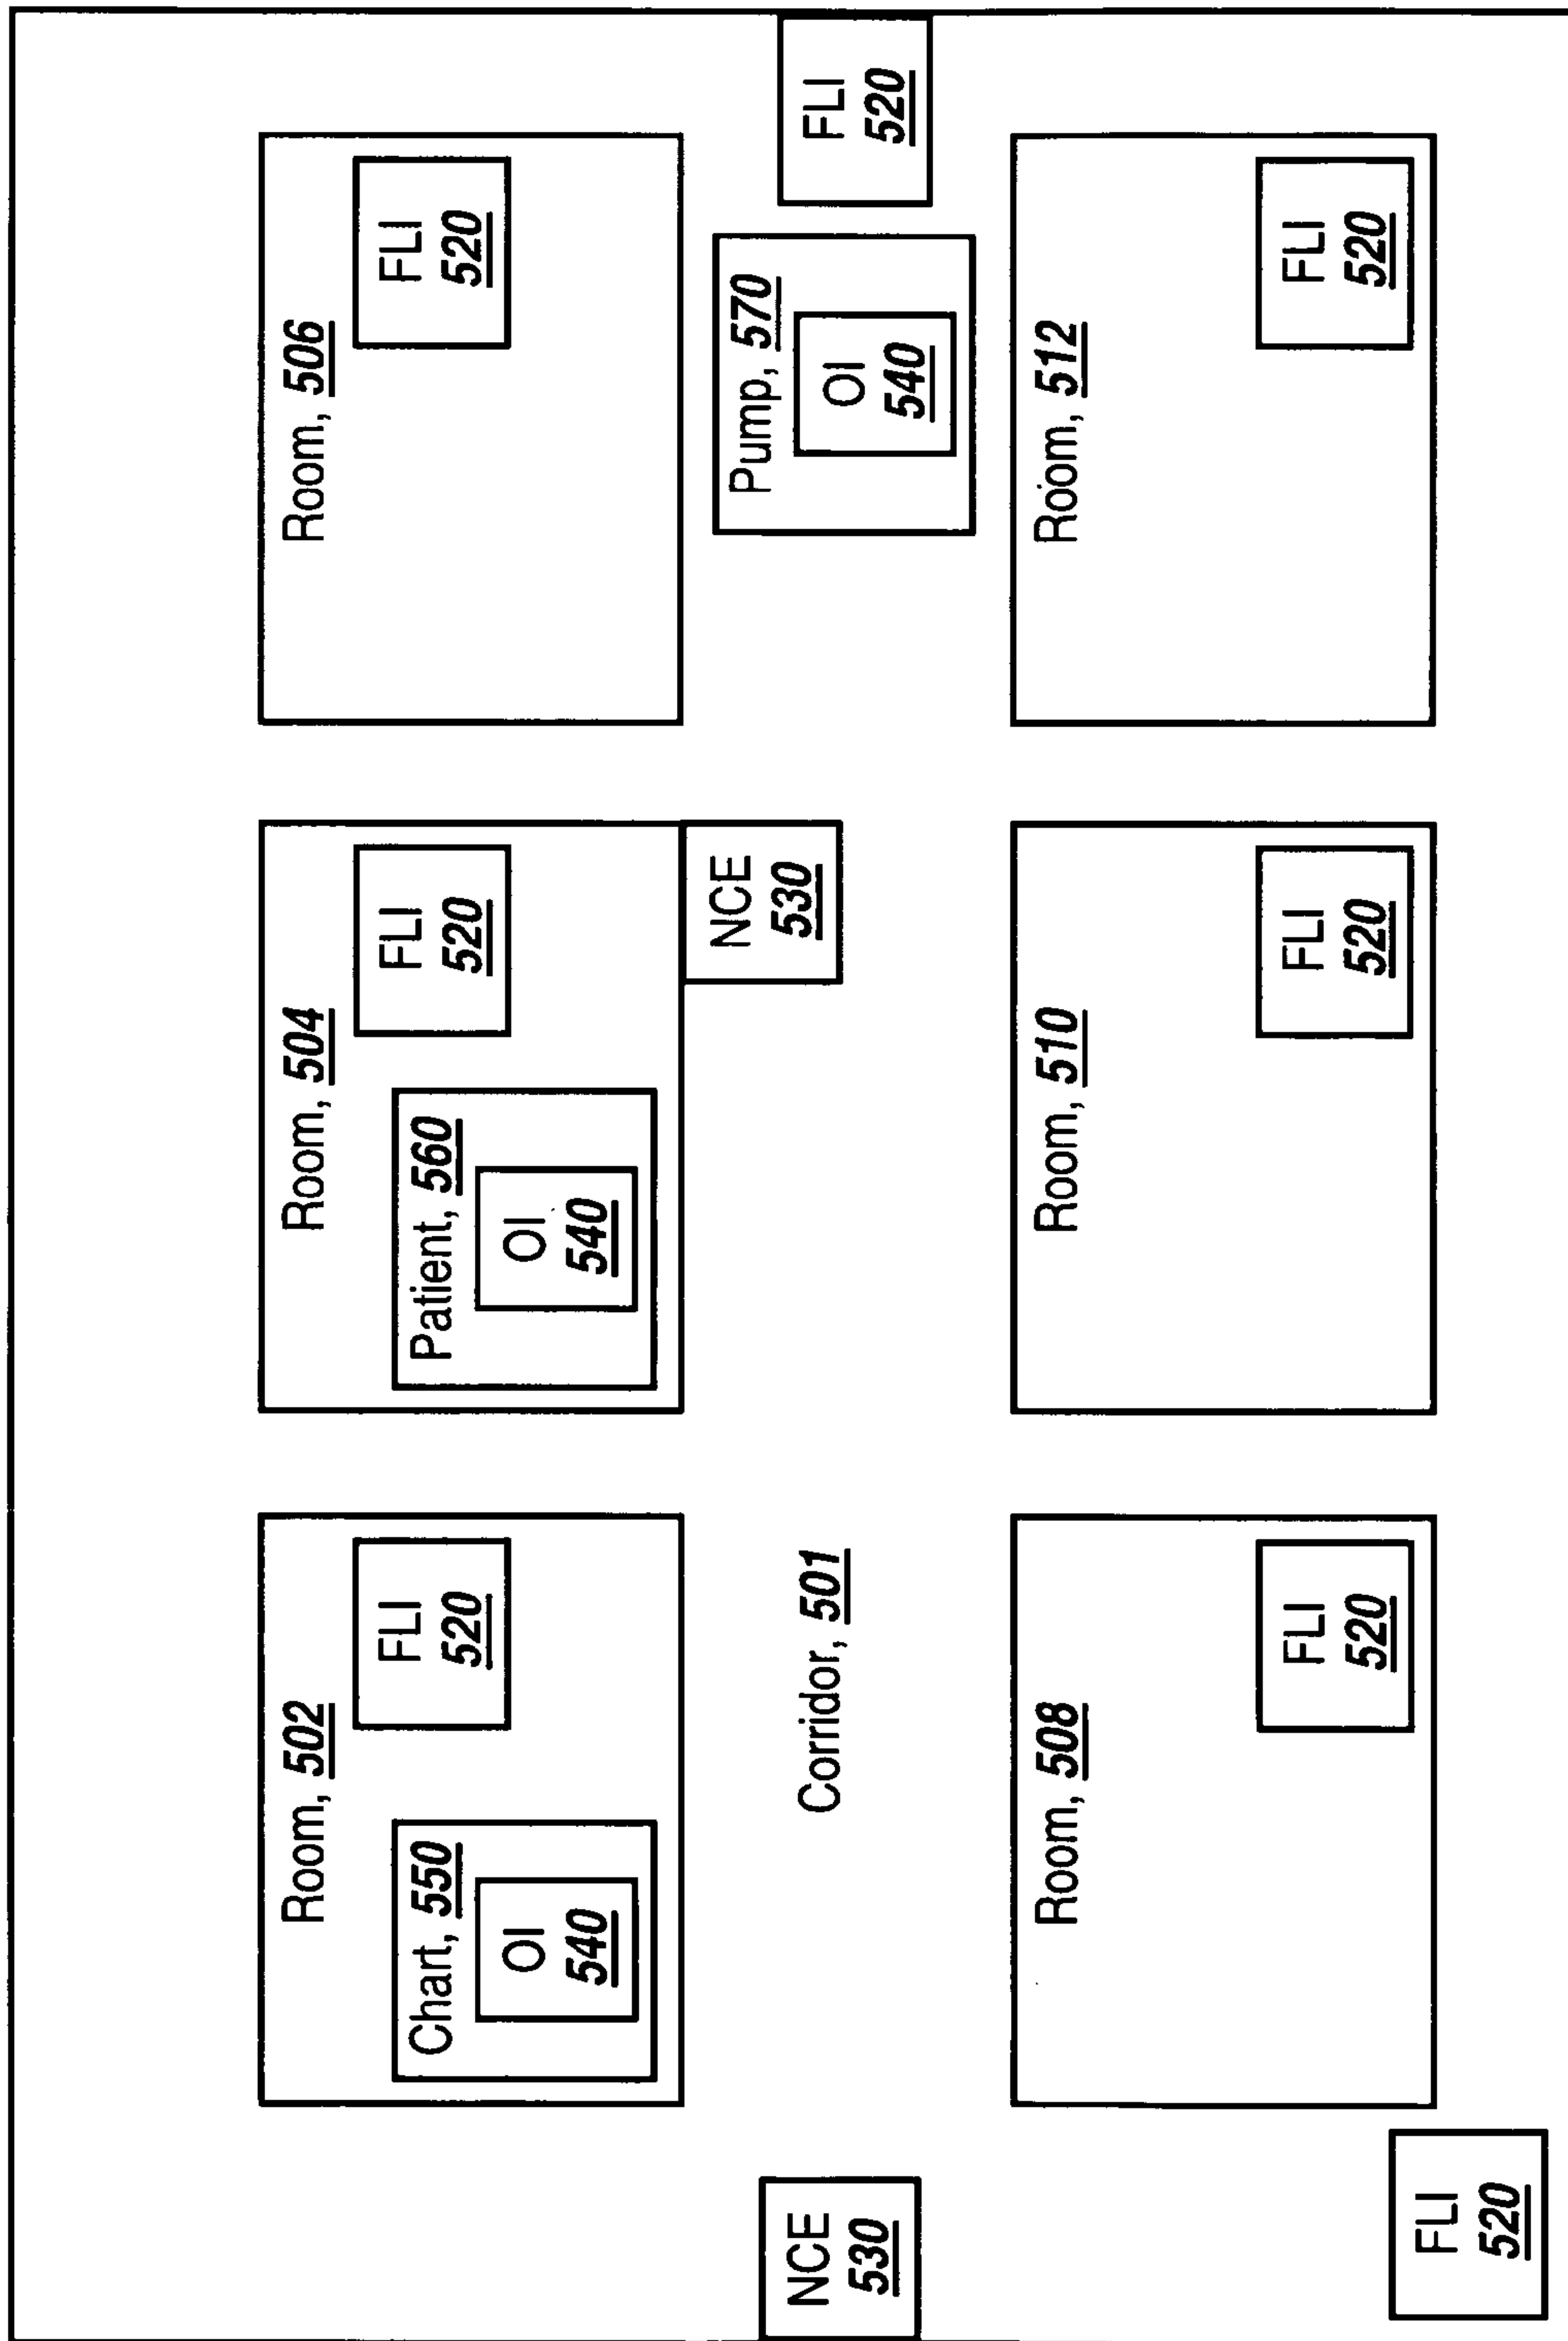 Room, 502
FLI
520
Chart, 550
OI
540
Room, 504
FLI
520
Patient, 560
OI
540
Room, 506
FLI
520
NCE
530
Corridor, 501
NCE
530
Pump, 570
OI
540
FLI
520
Room, 508
FLI
520
Room, 510
FLI
520
Room, 512
FLI
520
FLI
520